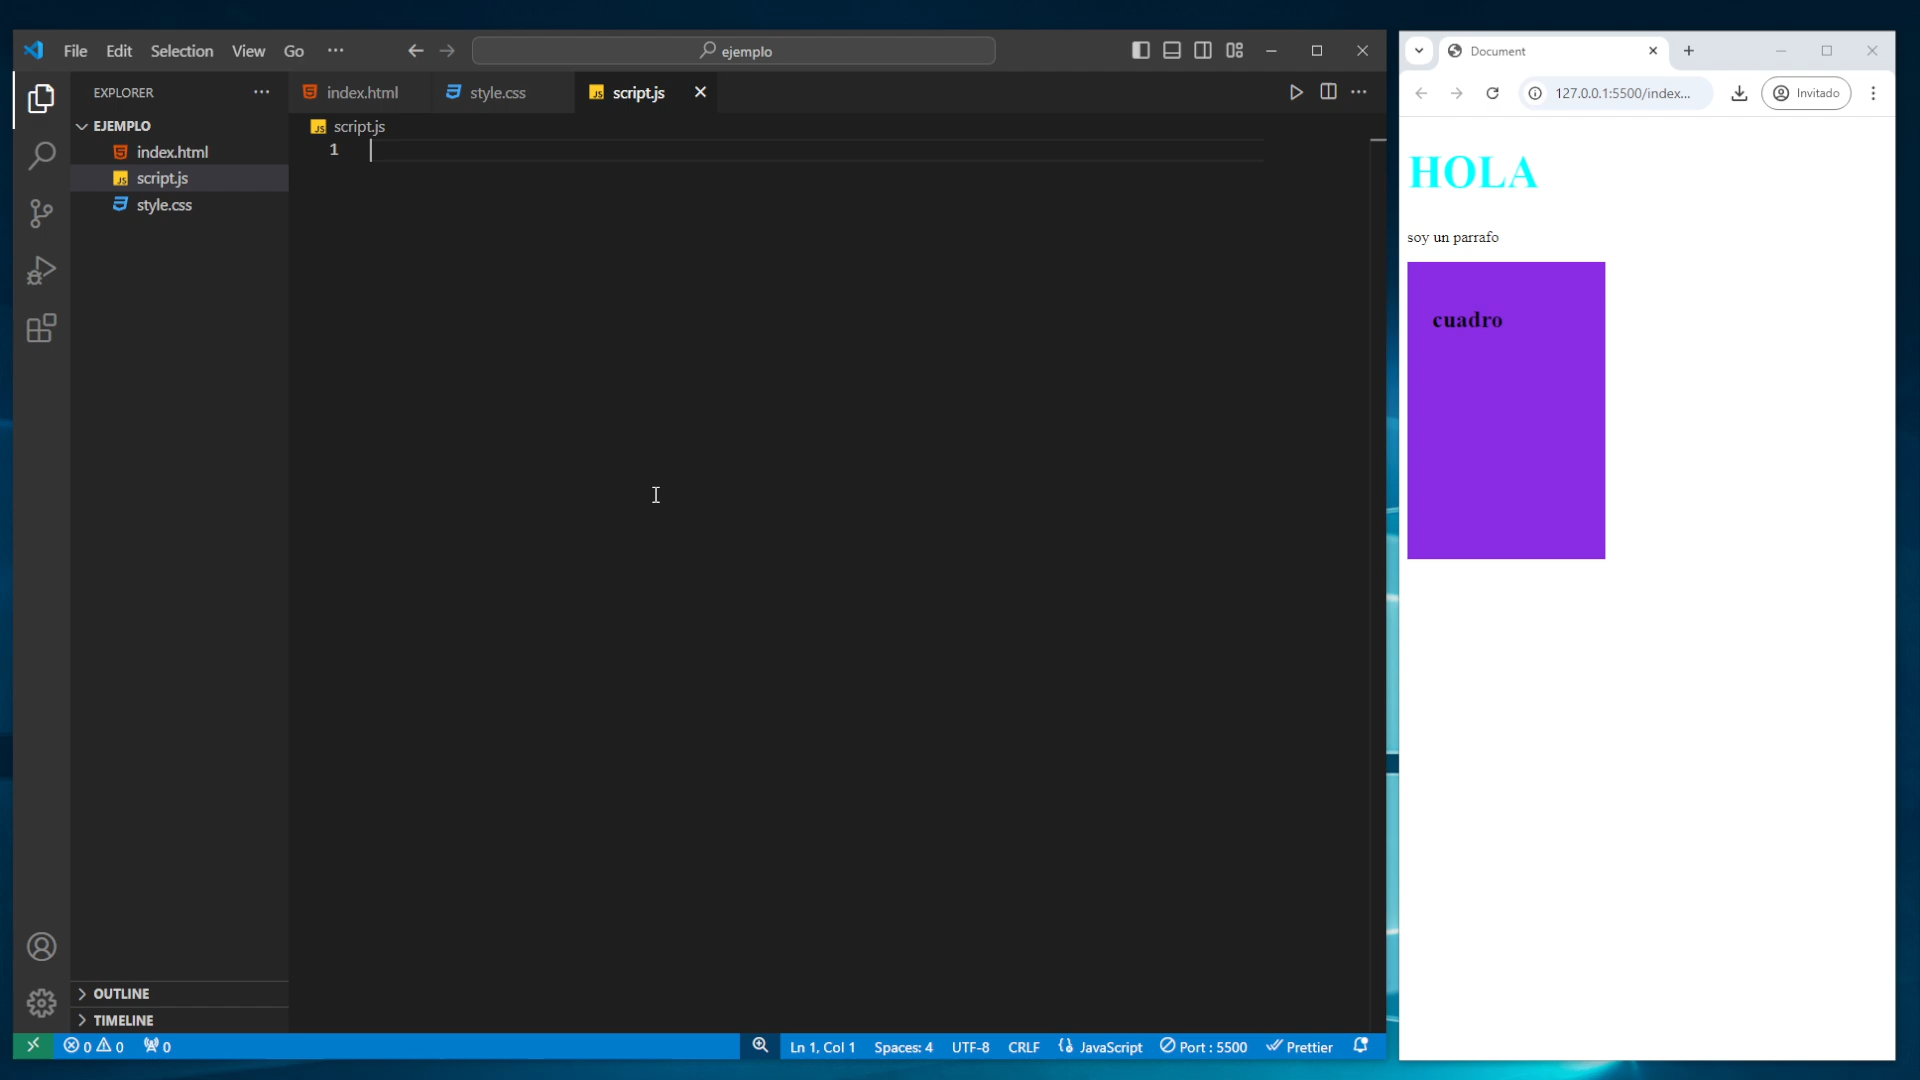 File Edit Selection View Go ···
ejemplo
EXPLORER
EJEMPLO
index.html
script.js
style.css
OUTLINE
TIMELINE
index.html
style.css
script.js
script.js
1
0 0 0
Ln 1, Col 1
Spaces: 4
UTF-8
CRLF
JavaScript
Port : 5500
Prettier
Document
127.0.0.1:5500/index...
Invitado
HOLA
soy un parrafo
cuadro